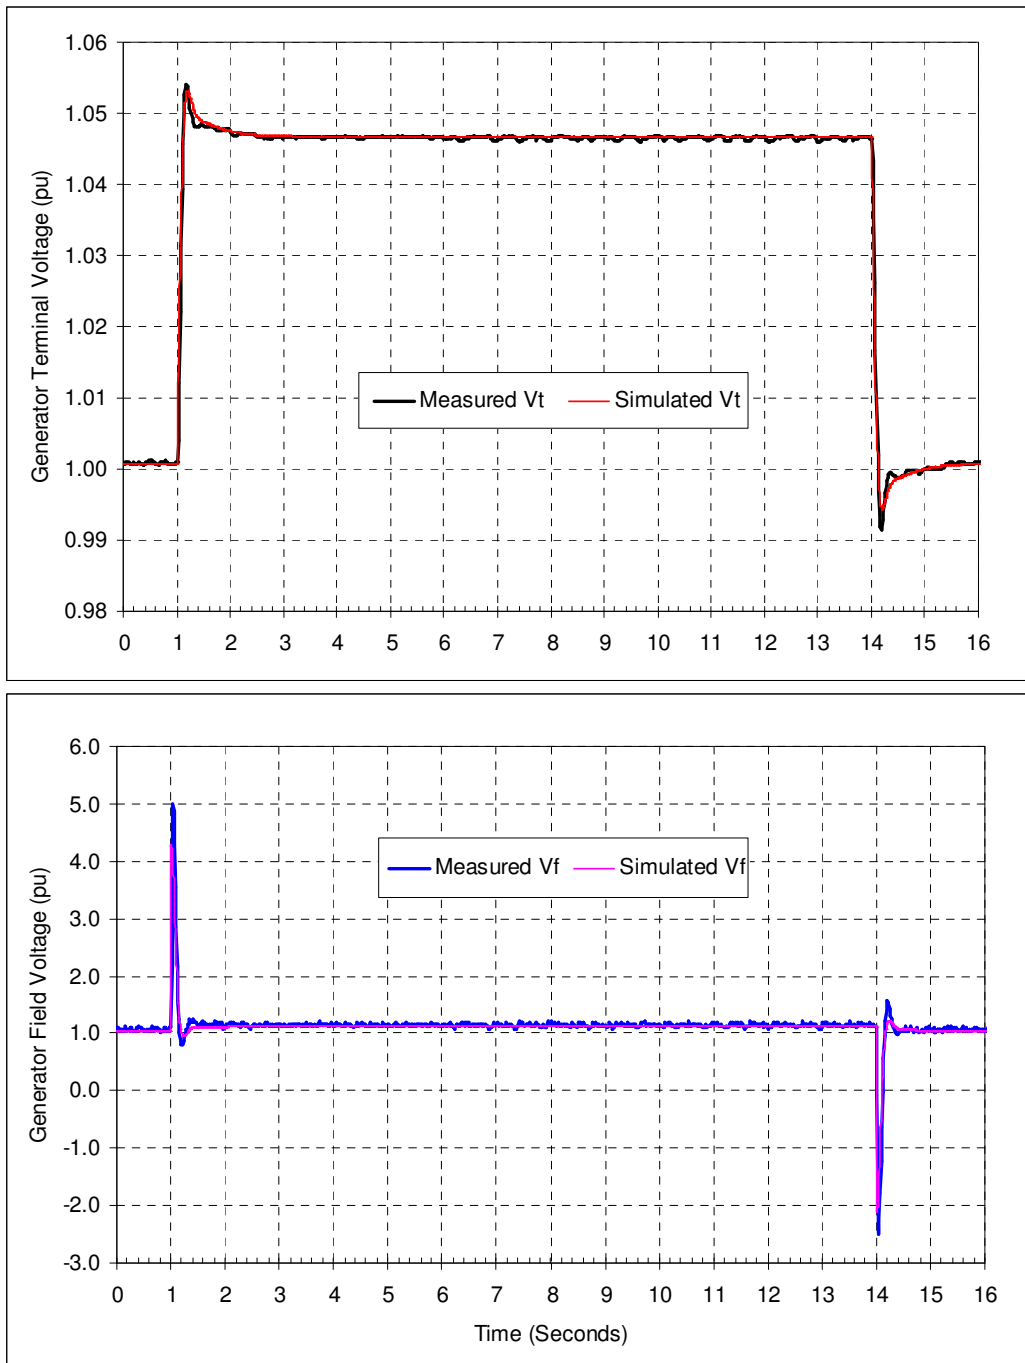 1.06
1.05
1.04
1.03
1.02
1.01
1.00
0.99
0.98
Generator Terminal Voltage (pu)
Measured Vt Simulated Vt
0 1 2 3 4 5 6 7 8 9 10 11 12 13 14 15 16
6.0
5.0
4.0
3.0
2.0
1.0
0.0
-1.0
-2.0
-3.0
Generator Field Voltage (pu)
Measured Vf Simulated Vf
0 1 2 3 4 5 6 7 8 9 10 11 12 13 14 15 16
Time (Seconds)